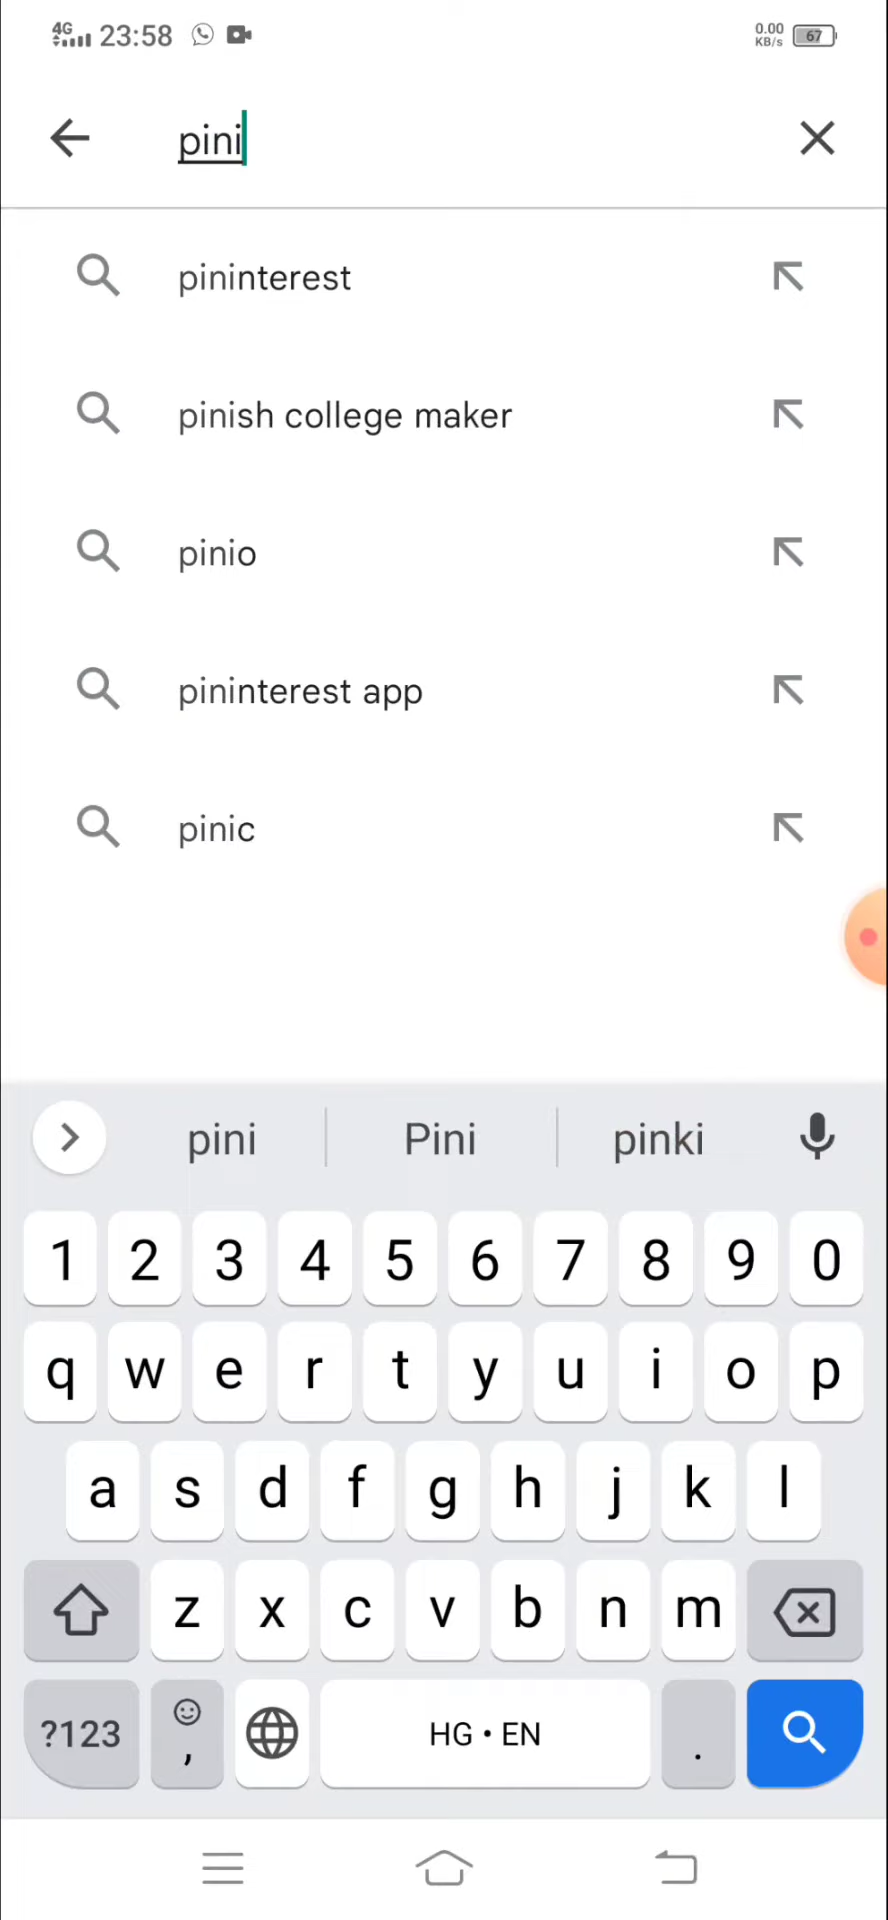 4G 23:58 0.00 KB/s 67
pini
pininterest
pinish college maker
pinio
pininterest app
pinic
pini Pini pinki
1 2 3 4 5 6 7 8 9 0
q w e r t y u i o p
a s d f g h j k l
z x c v b n m
?123 , HG • EN .